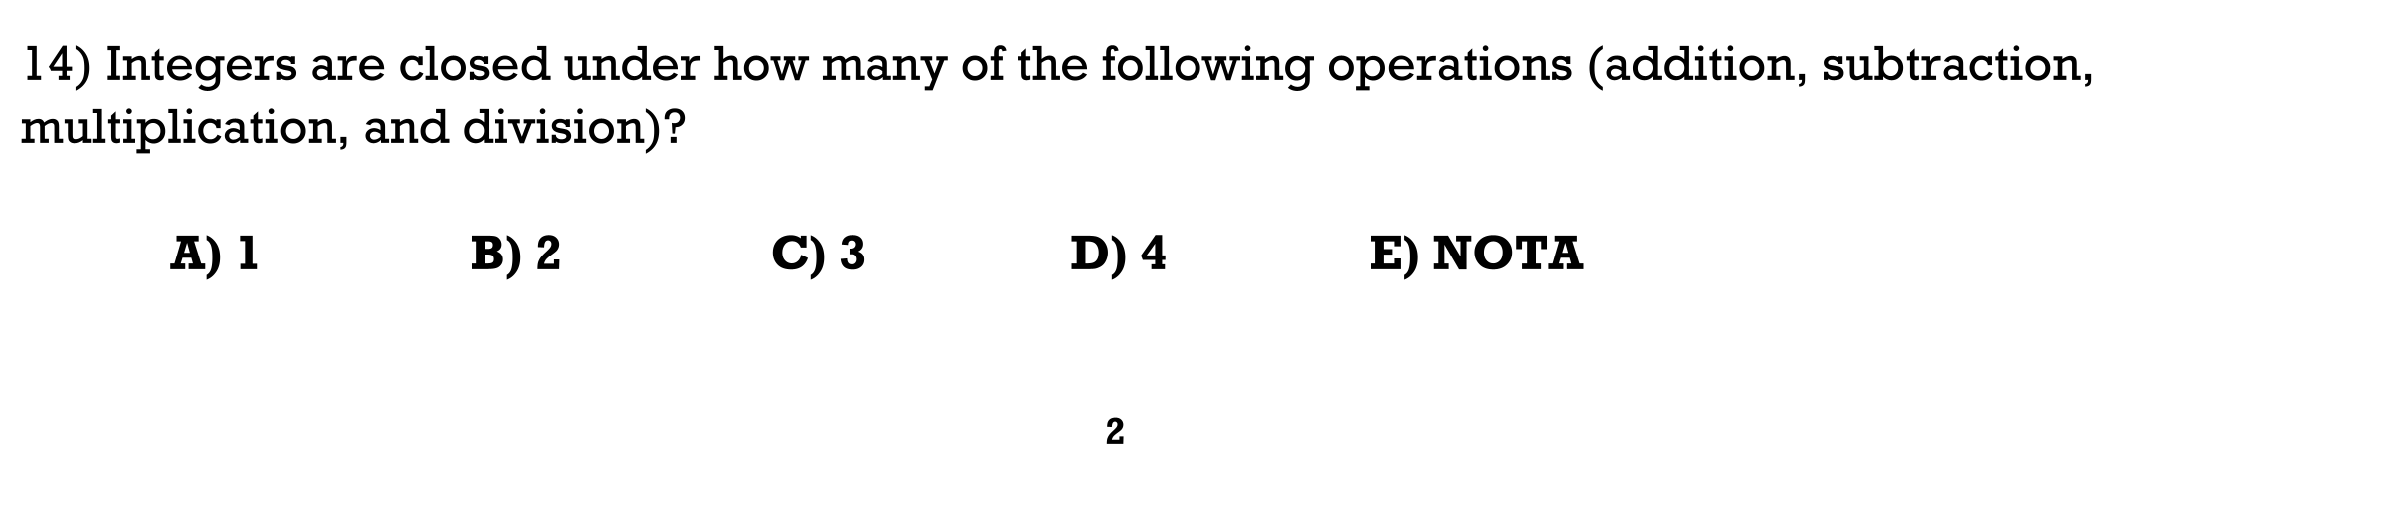 14) Integers are closed under how many of the following operations (addition, subtraction,
multiplication, and division)?
A) 1 B) 2 C) 3 D) 4 E) NOTA
2